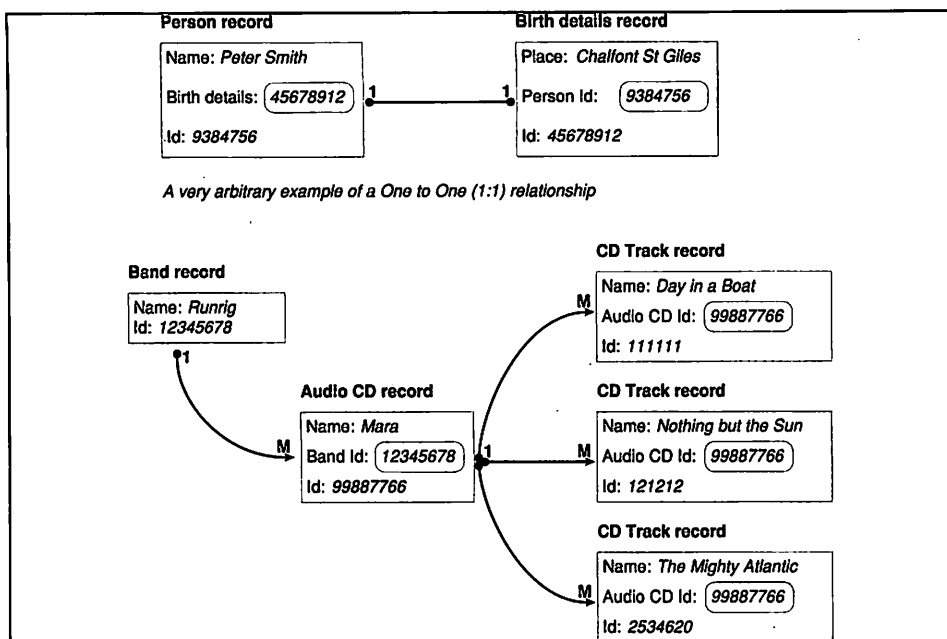 Person record
Name: Peter Smith
Birth details: 45678912
Id: 9384756
1
1
Birth details record
Place: Chalfont St Giles
Person Id: 9384756
Id: 45678912
A very arbitrary example of a One to One (1:1) relationship
Band record
Name: Runrig
Id: 12345678
1
M
Audio CD record
Name: Mara
Band Id: 12345678
Id: 99887766
1
M
CD Track record
Name: Day in a Boat
Audio CD Id: 99887766
Id: 111111
M
CD Track record
Name: Nothing but the Sun
Audio CD Id: 99887766
Id: 121212
M
CD Track record
Name: The Mighty Atlantic
Audio CD Id: 99887766
Id: 2534620